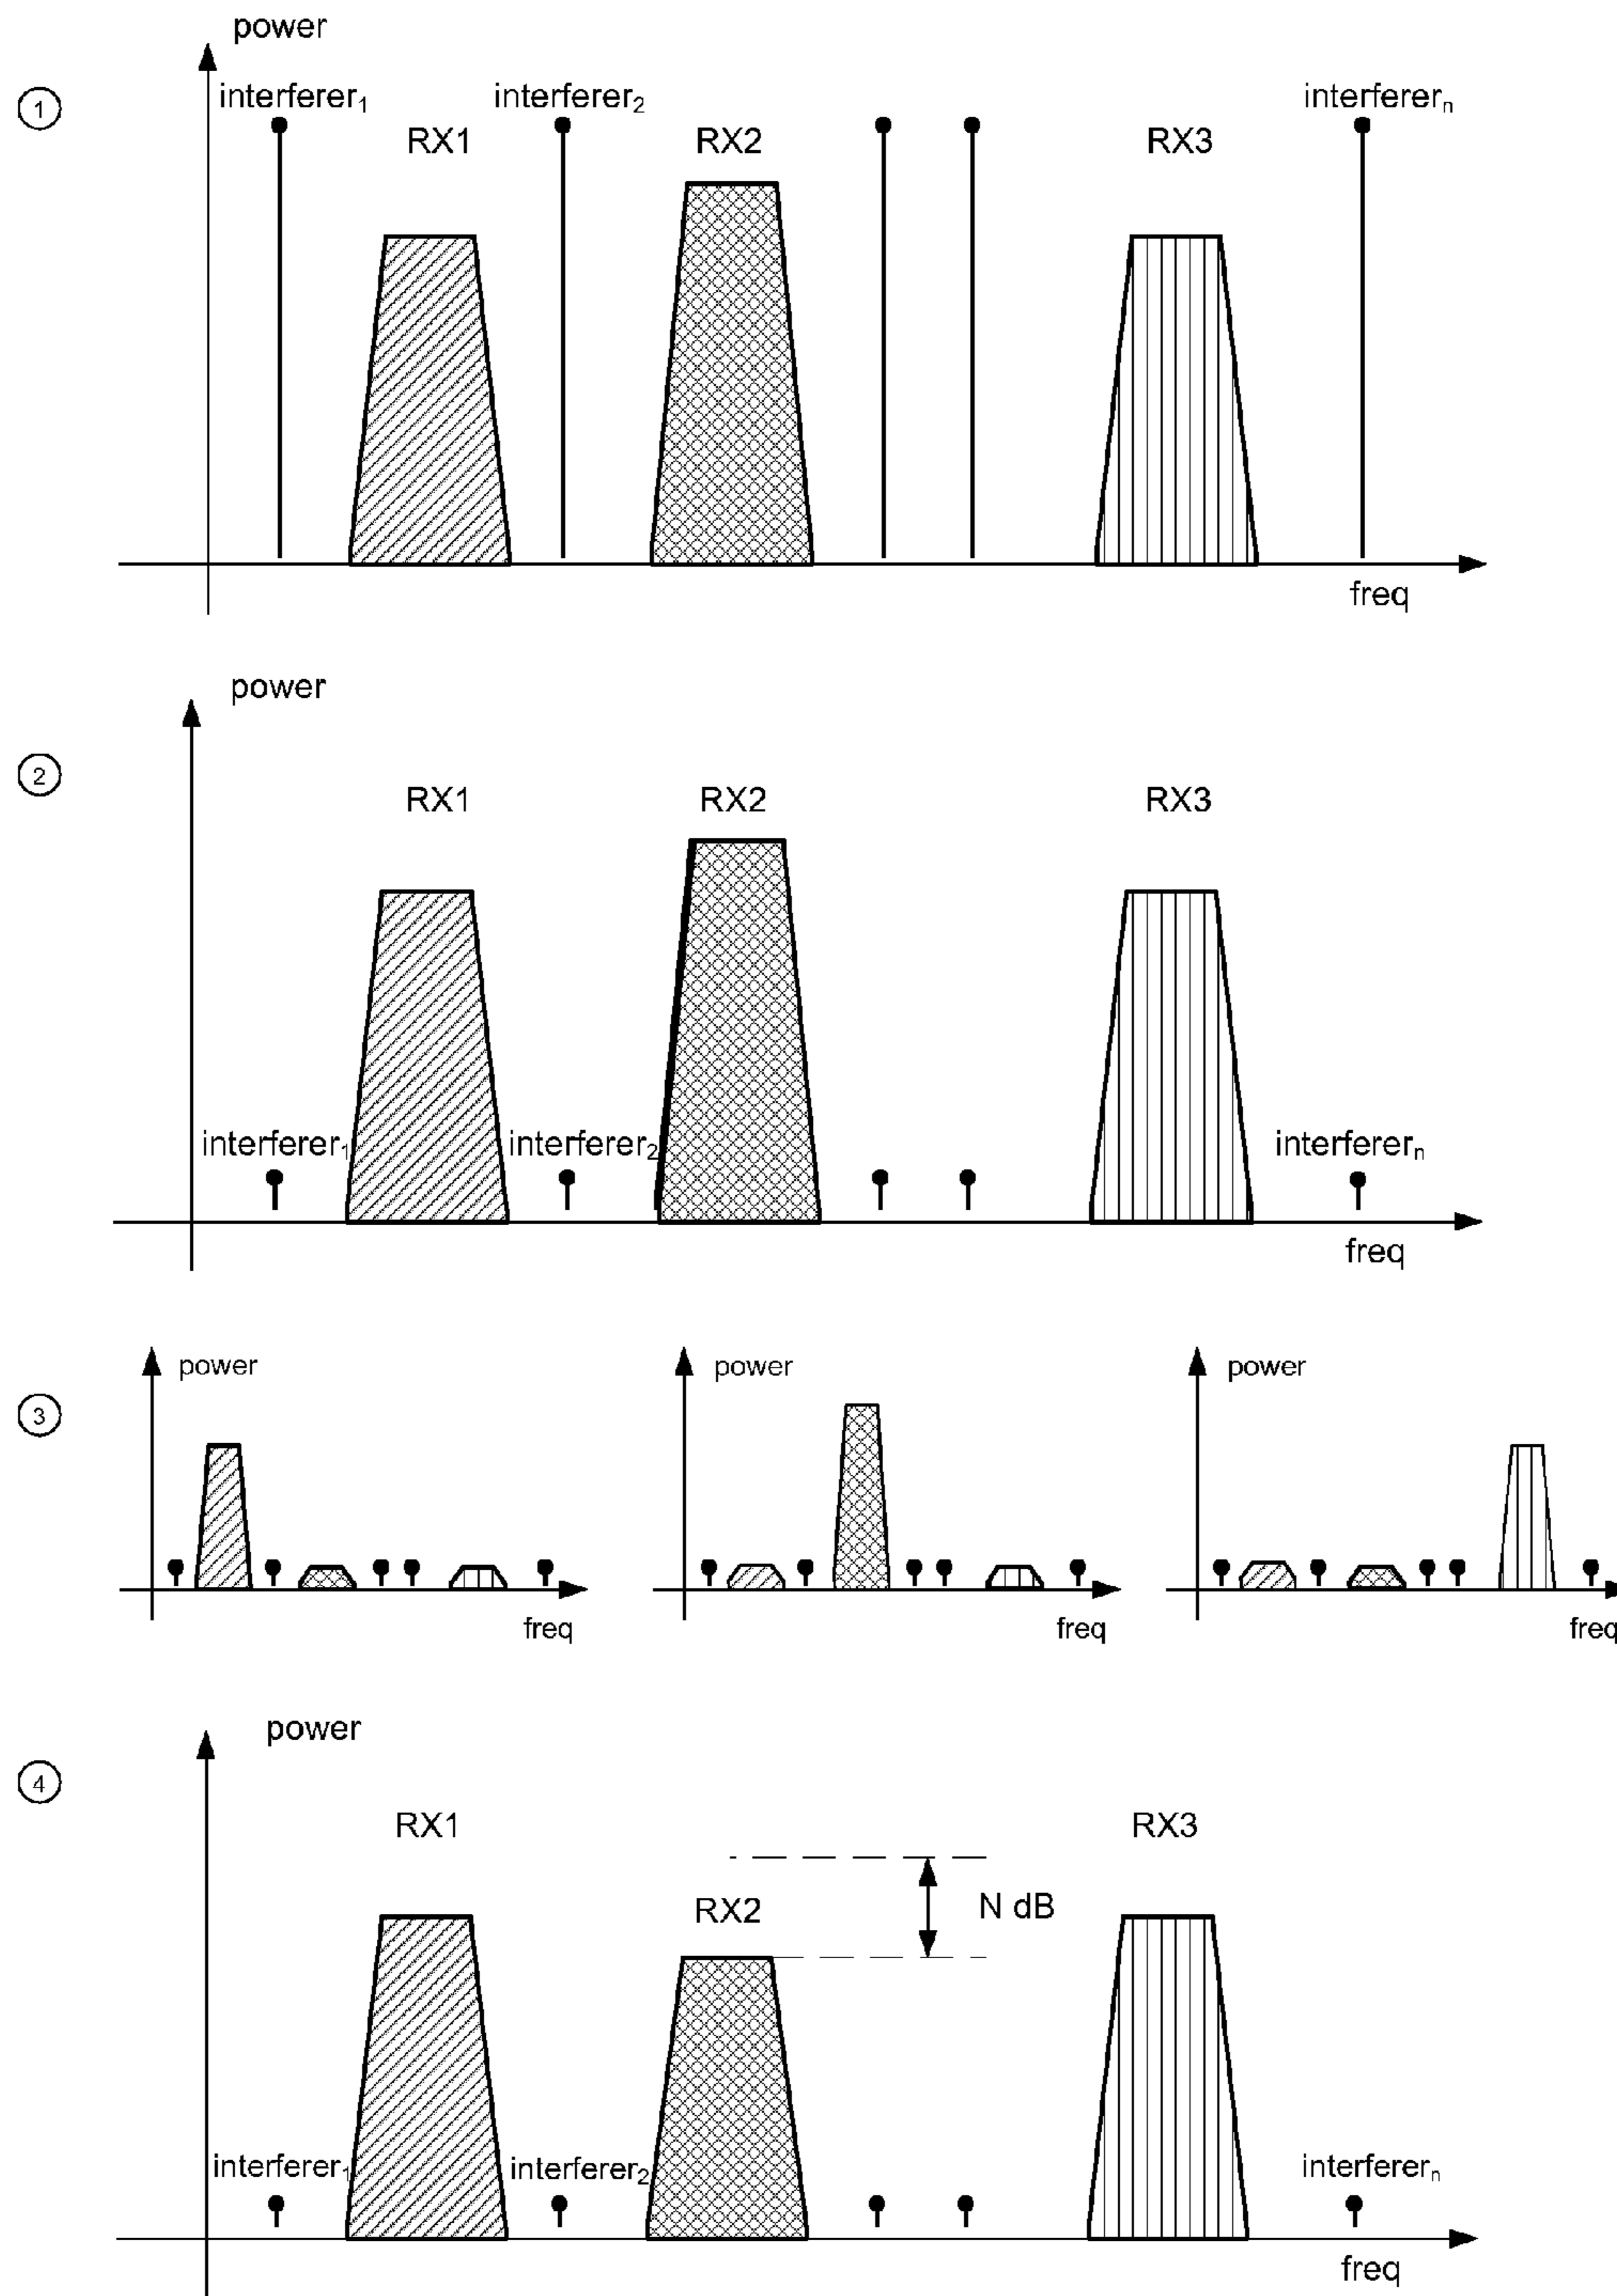 power
1
interferer₁
interferer₂
interfererₙ
RX1
RX2
RX3
freq
power
2
RX1
RX2
RX3
interferer₁
interferer₂
interfererₙ
freq
3
power
power
power
freq
freq
freq
power
4
RX1
RX3
RX2
N dB
interferer₁
interferer₂
interfererₙ
freq